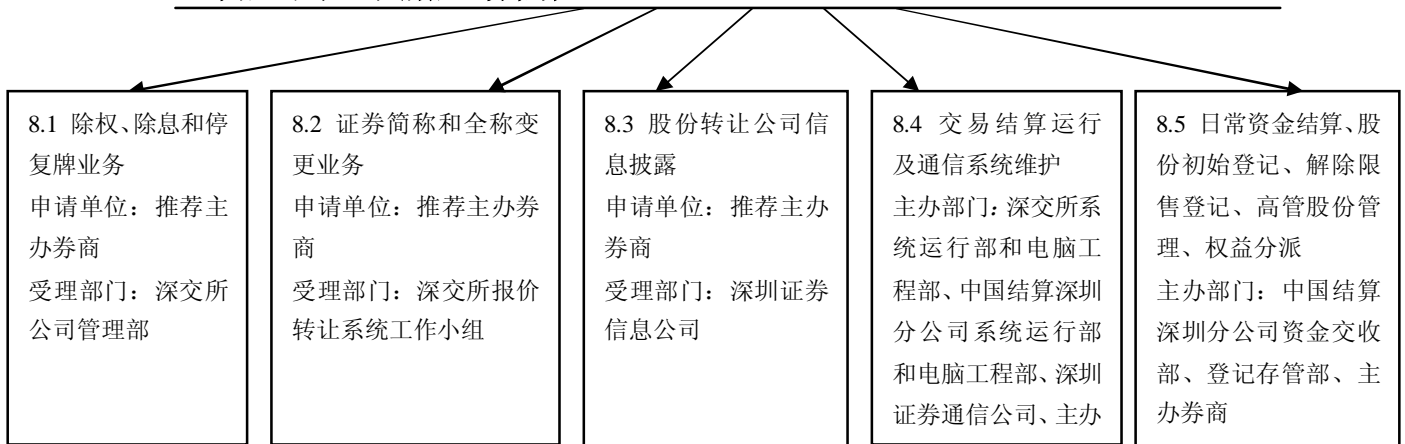 8.1 除权、除息和停
复牌业务
申请单位：推荐主
办券商
受理部门：深交所
公司管理部
8.2 证券简称和全称变
更业务
申请单位：推荐主办券
商
受理部门：深交所报价
转让系统工作小组
8.3 股份转让公司信
息披露
申请单位：推荐主办
券商
受理部门：深圳证券
信息公司
8.4 交易结算运行
及通信系统维护
主办部门：深交所系
统运行部和电脑工
程部、中国结算深圳
分公司系统运行部
和电脑工程部、深圳
证券通信公司、主办
8.5 日常资金结算、股
份初始登记、解除限
售登记、高管股份管
理、权益分派
主办部门：中国结算
深圳分公司资金交收
部、登记存管部、主
办券商